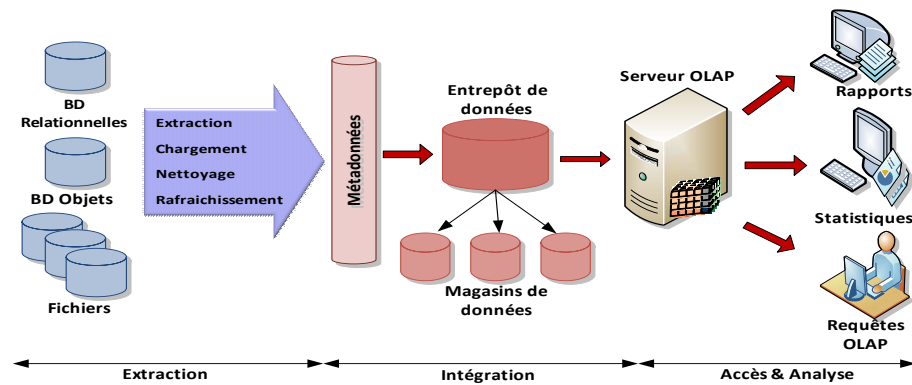 BD
Relationnelles
BD Objets
Fichiers
Extraction
Chargement
Nettoyage
Rafraichissement
Métadonnées
Entrepôt de
données
Magasins de
données
Serveur OLAP
Rapports
Statistiques
Requêtes
OLAP
Extraction
Intégration
Accès & Analyse